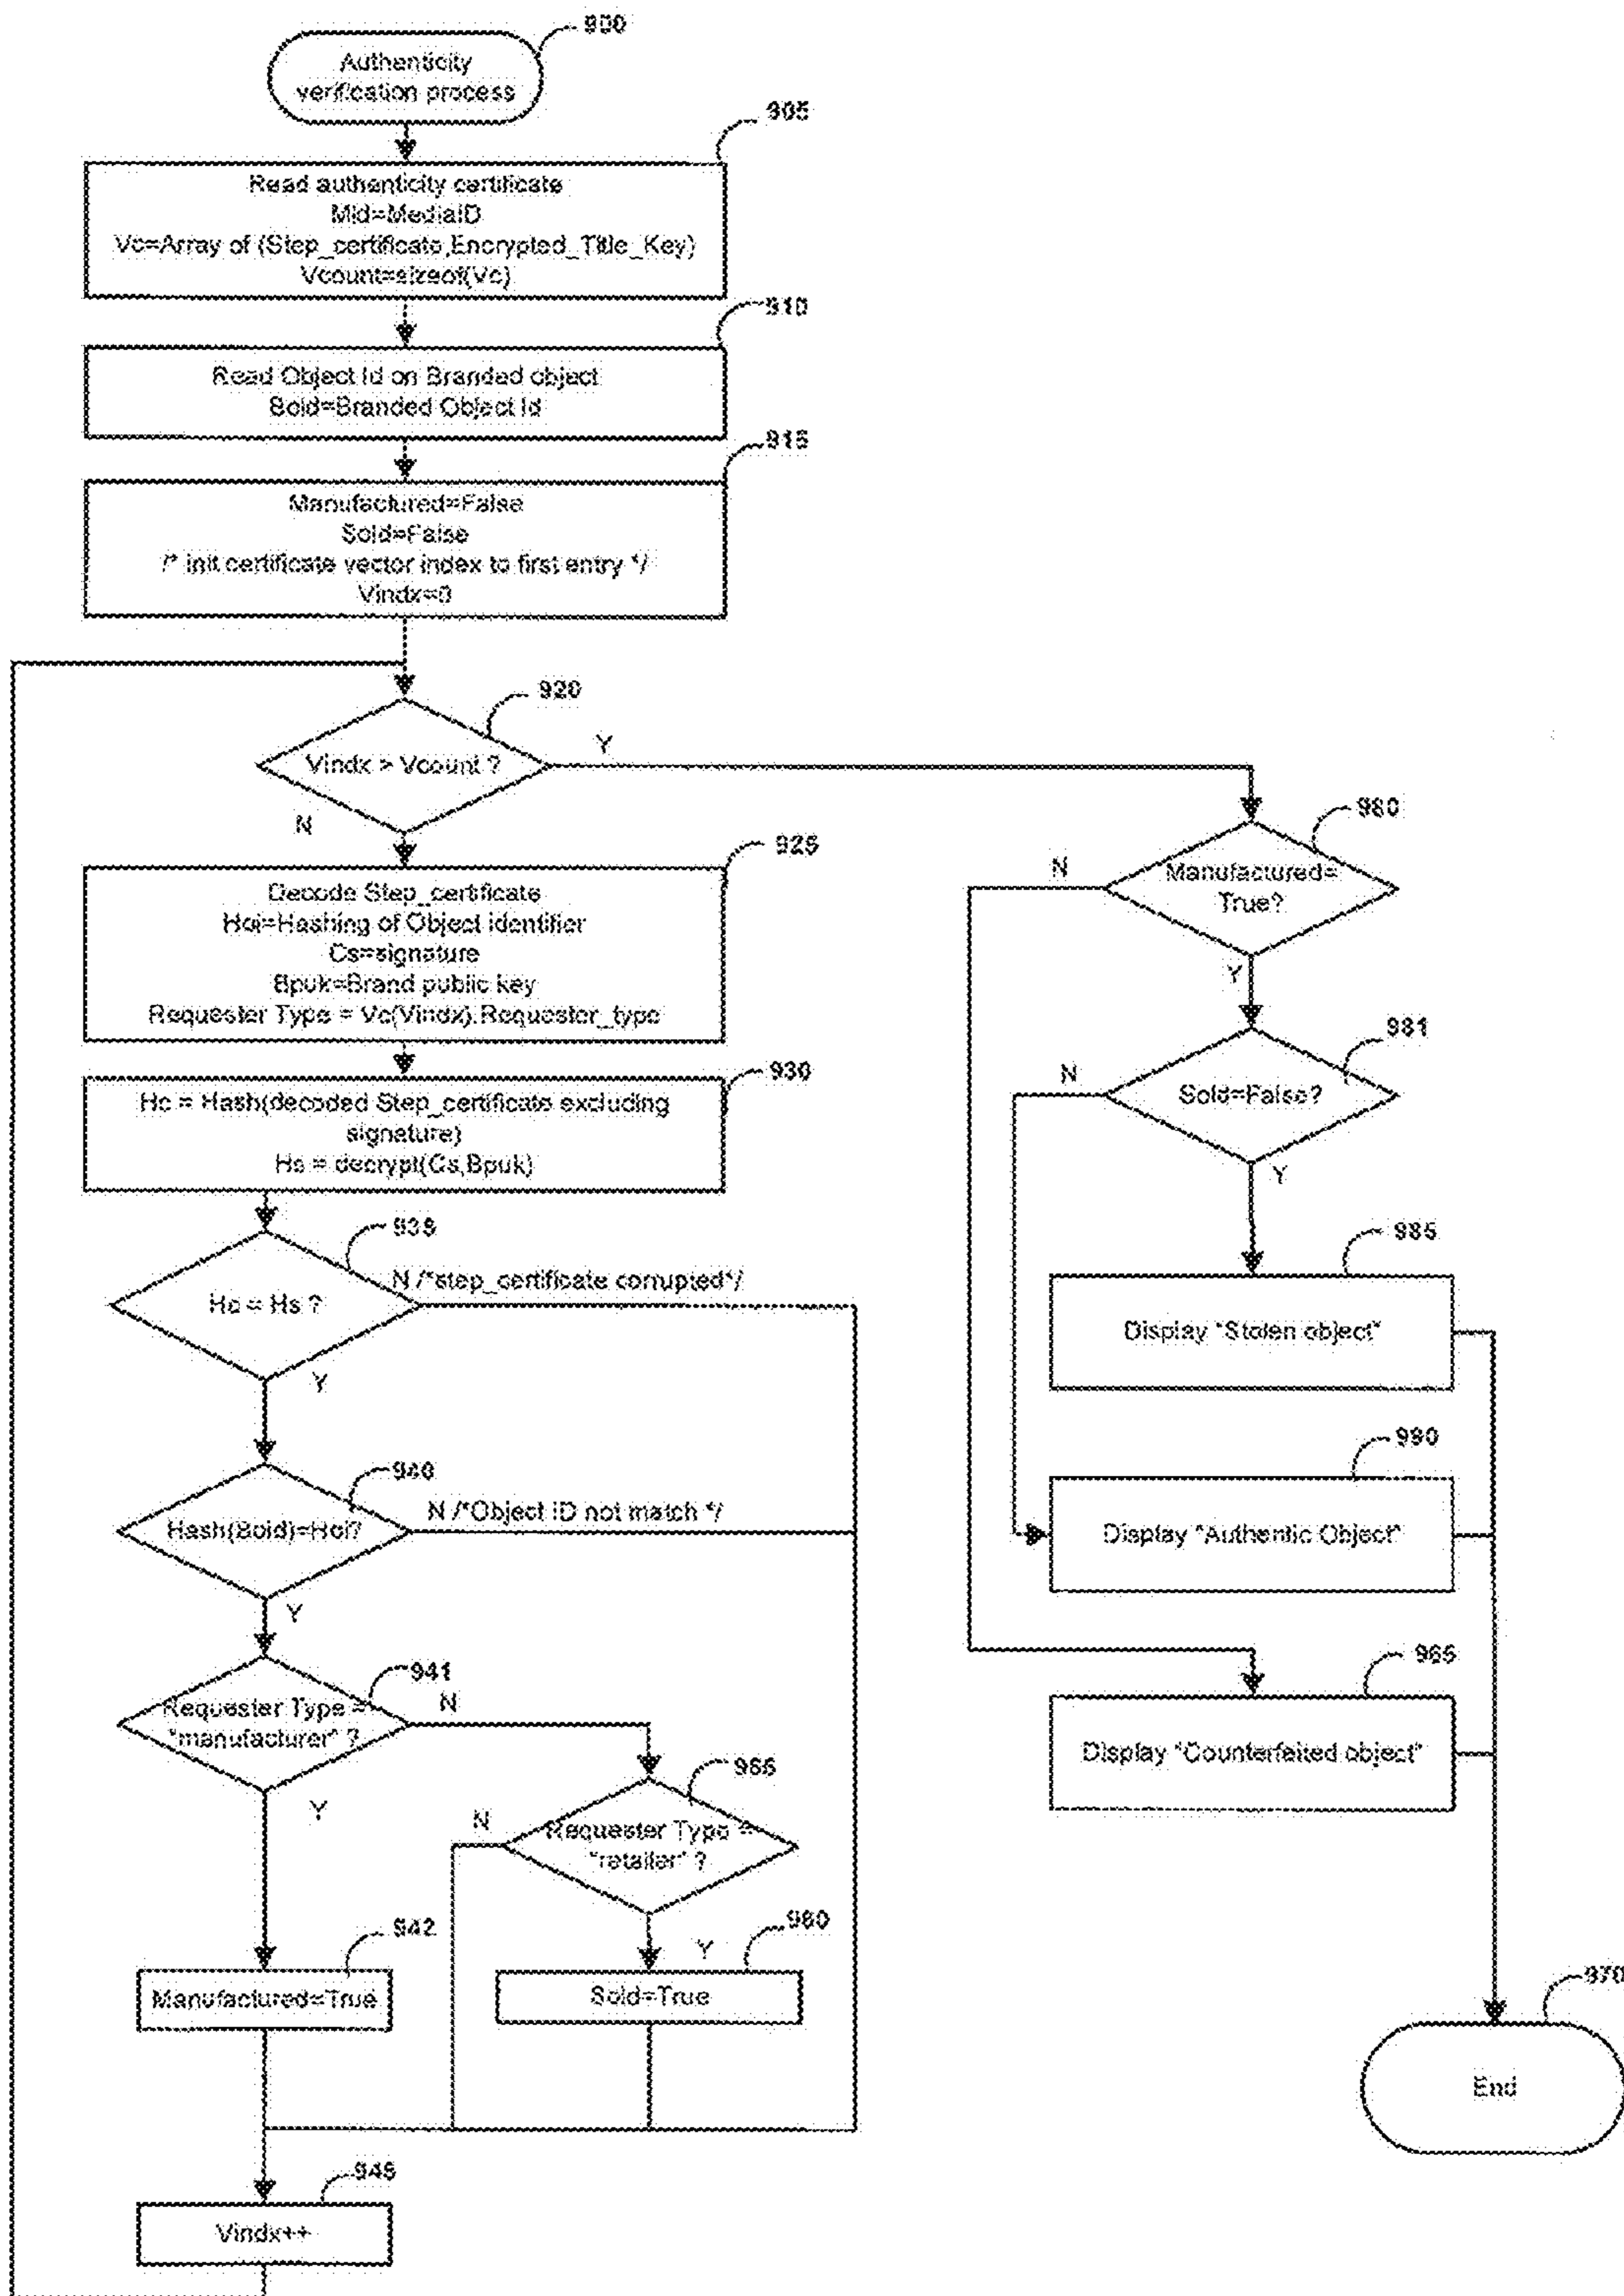 900
Authenticity
verification process
905
Read authenticity certificate
Mid=MediaID
Vc=Array of (Step_certificate,Encrypted_Title_Key)
Vcount=sizeof(Vc)
910
Read Object Id on Branded object
BoId=Branded Object Id
915
Manufactured=False
Sold=False
/* init certificate vector index to first entry */
Vindx=0
920
Vindx > Vcount ?
Y
N
925
Decode Step_certificate
Hoi=Hashing of Object identifier
Cs=signature
Bpuk=Brand public key
Requester Type = Vc(Vindx).Requester_type
930
Hc = Hash(decoded Step_certificate excluding
signature)
Hs = decrypt(Cs,Bpuk)
935
Hc = Hs ?
N /*step_certificate corrupted*/
Y
940
Hash(BoId)=Hoi?
N /*Object ID not match */
Y
941
Requester Type =
"manufacturer" ?
N
Y
Requester Type =
"retailer" ?
N
Y
942
Manufactured=True
Sold=True
945
Vindx++
Manufactured=
True?
N
Y
981
Sold=False?
N
Y
985
Display "Stolen object"
990
Display "Authentic Object"
965
Display "Counterfeited object"
970
End